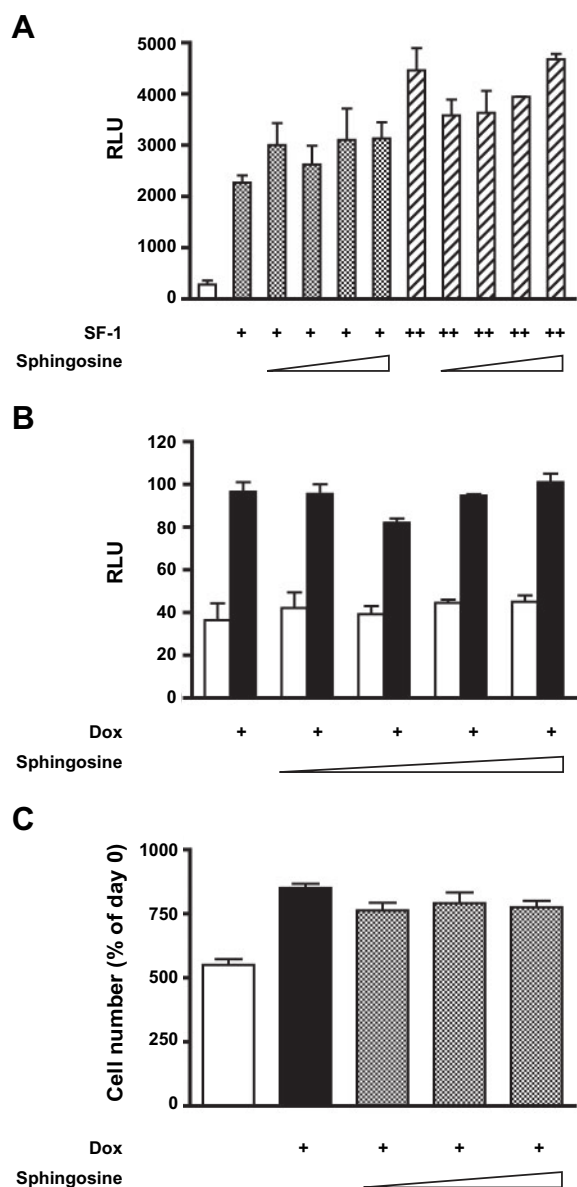 A
5000
4000
3000
2000
1000
0
RLU
SF-1 + + + + + ++ ++ ++ ++ ++
Sphingosine
B
120
100
80
60
40
20
0
RLU
Dox + + + + +
Sphingosine
C
1000
750
500
250
0
Cell number (% of day 0)
Dox + + + +
Sphingosine